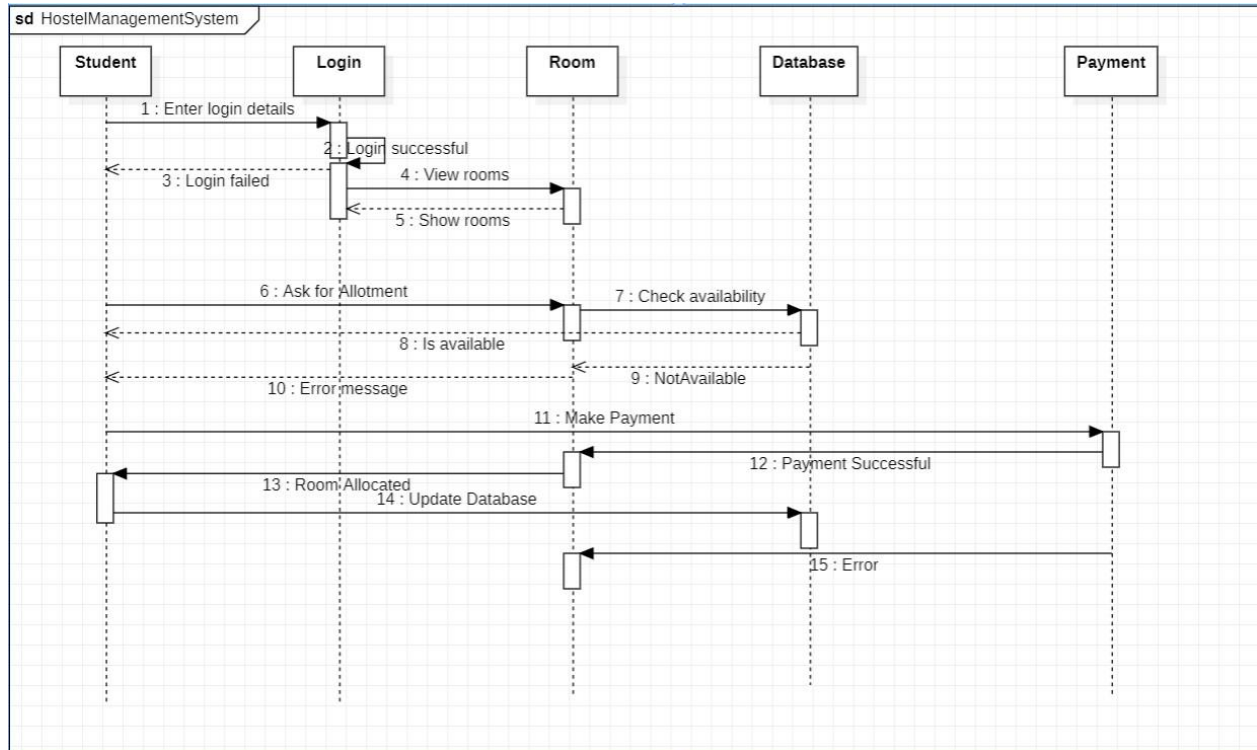 sd HostelManagementSystem
Student
Login
Room
Database
Payment
1 : Enter login details
2 : Login successful
3 : Login failed
4 : View rooms
5 : Show rooms
6 : Ask for Allotment
7 : Check availability
8 : Is available
9 : NotAvailable
10 : Error message
11 : Make Payment
12 : Payment Successful
13 : Room Allocated
14 : Update Database
15 : Error